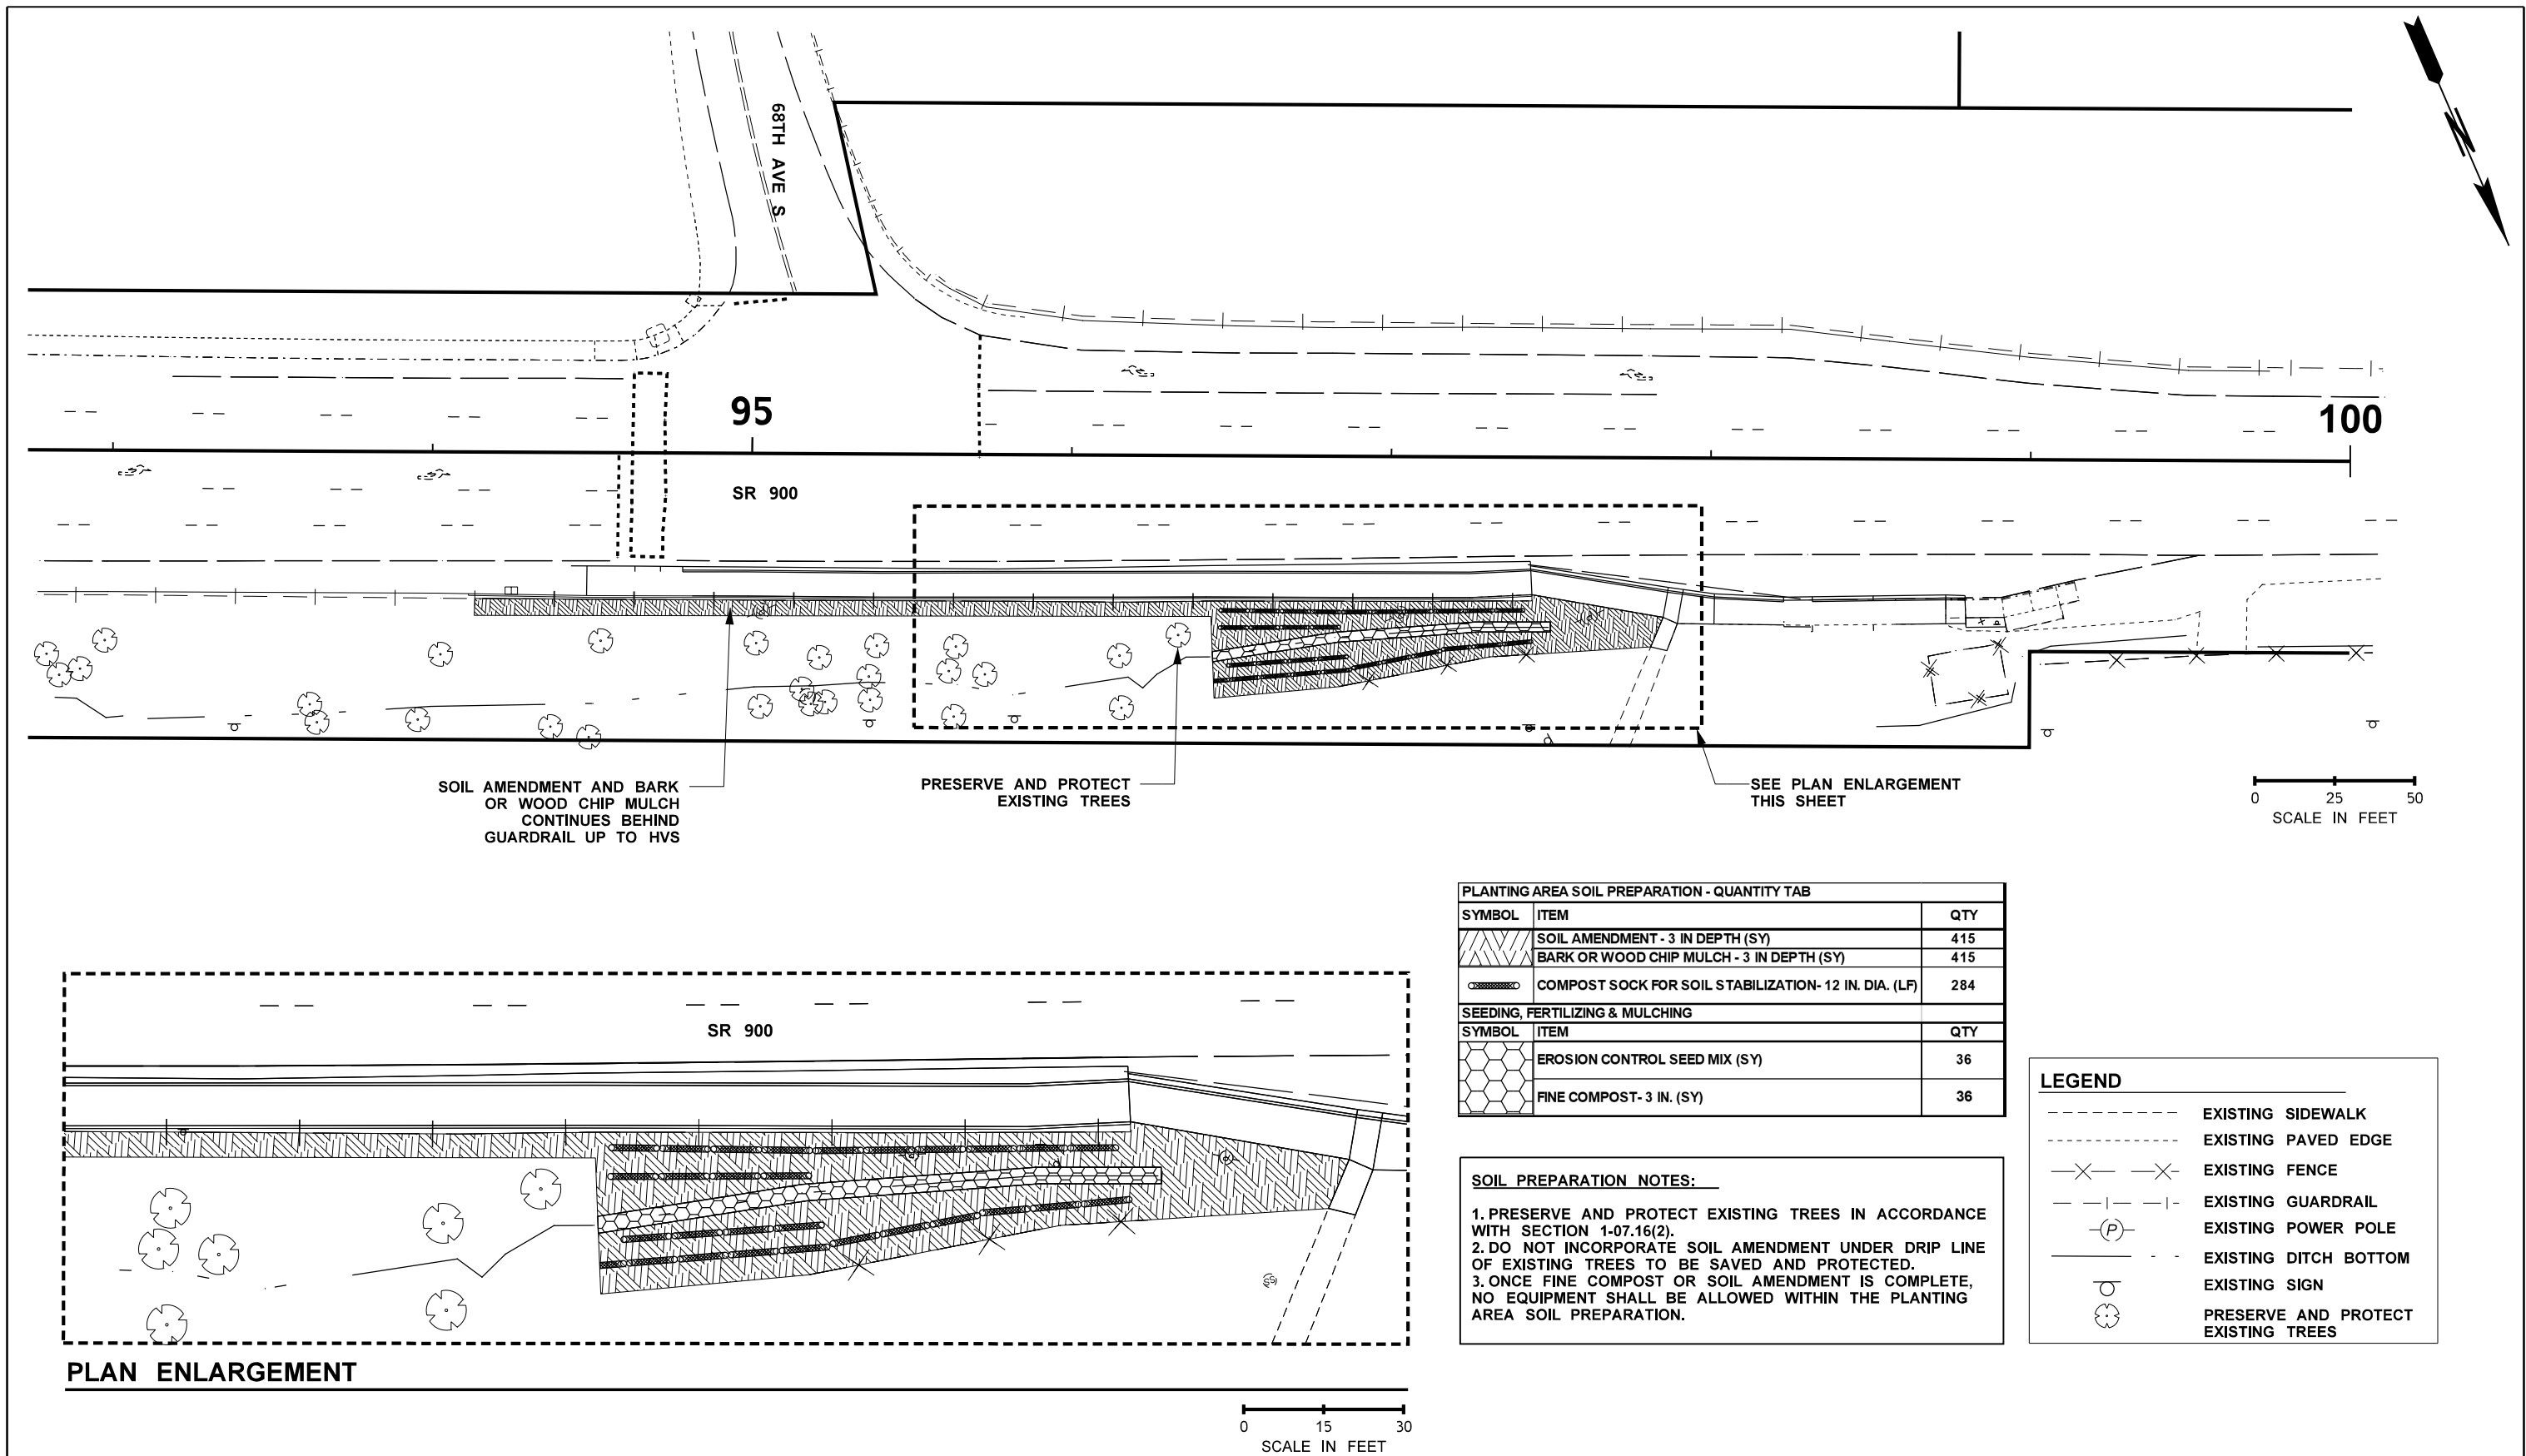 68TH AVE S
95
100
SR 900
SOIL AMENDMENT AND BARK
OR WOOD CHIP MULCH
CONTINUES BEHIND
GUARDRAIL UP TO HVS
PRESERVE AND PROTECT
EXISTING TREES
SEE PLAN ENLARGEMENT
THIS SHEET
0 25 50
SCALE IN FEET
PLANTING AREA SOIL PREPARATION - QUANTITY TAB
SYMBOL ITEM QTY
SOIL AMENDMENT - 3 IN DEPTH (SY) 415
BARK OR WOOD CHIP MULCH - 3 IN DEPTH (SY) 415
COMPOST SOCK FOR SOIL STABILIZATION- 12 IN. DIA. (LF) 284
SEEDING, FERTILIZING & MULCHING
SYMBOL ITEM QTY
EROSION CONTROL SEED MIX (SY) 36
FINE COMPOST- 3 IN. (SY) 36
SR 900
PLAN ENLARGEMENT
0 15 30
SCALE IN FEET
SOIL PREPARATION NOTES:
1. PRESERVE AND PROTECT EXISTING TREES IN ACCORDANCE
WITH SECTION 1-07.16(2).
2. DO NOT INCORPORATE SOIL AMENDMENT UNDER DRIP LINE
OF EXISTING TREES TO BE SAVED AND PROTECTED.
3. ONCE FINE COMPOST OR SOIL AMENDMENT IS COMPLETE,
NO EQUIPMENT SHALL BE ALLOWED WITHIN THE PLANTING
AREA SOIL PREPARATION.
LEGEND
EXISTING SIDEWALK
EXISTING PAVED EDGE
EXISTING FENCE
EXISTING GUARDRAIL
P EXISTING POWER POLE
EXISTING DITCH BOTTOM
EXISTING SIGN
PRESERVE AND PROTECT
EXISTING TREES
N